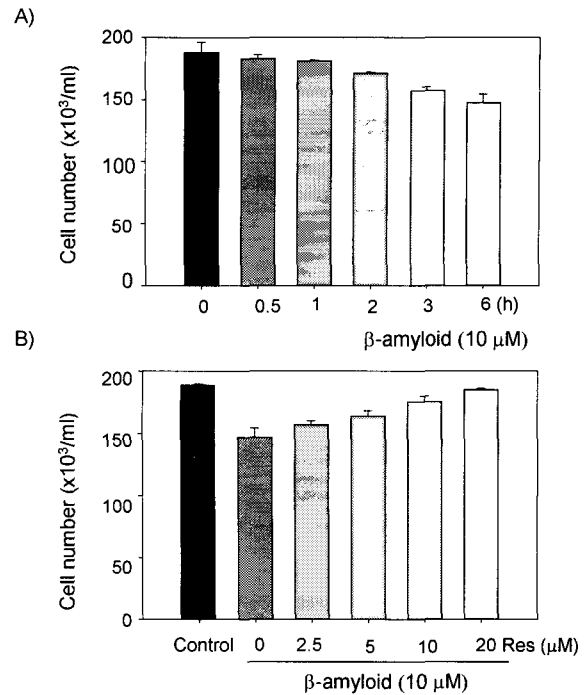 A)
Cell number (x10³/ml)
200
150
100
50
0
0 0.5 1 2 3 6 (h)
β-amyloid (10 μM)
B)
Cell number (x10³/ml)
200
150
100
50
0
Control 0 2.5 5 10 20 Res (μM)
β-amyloid (10 μM)